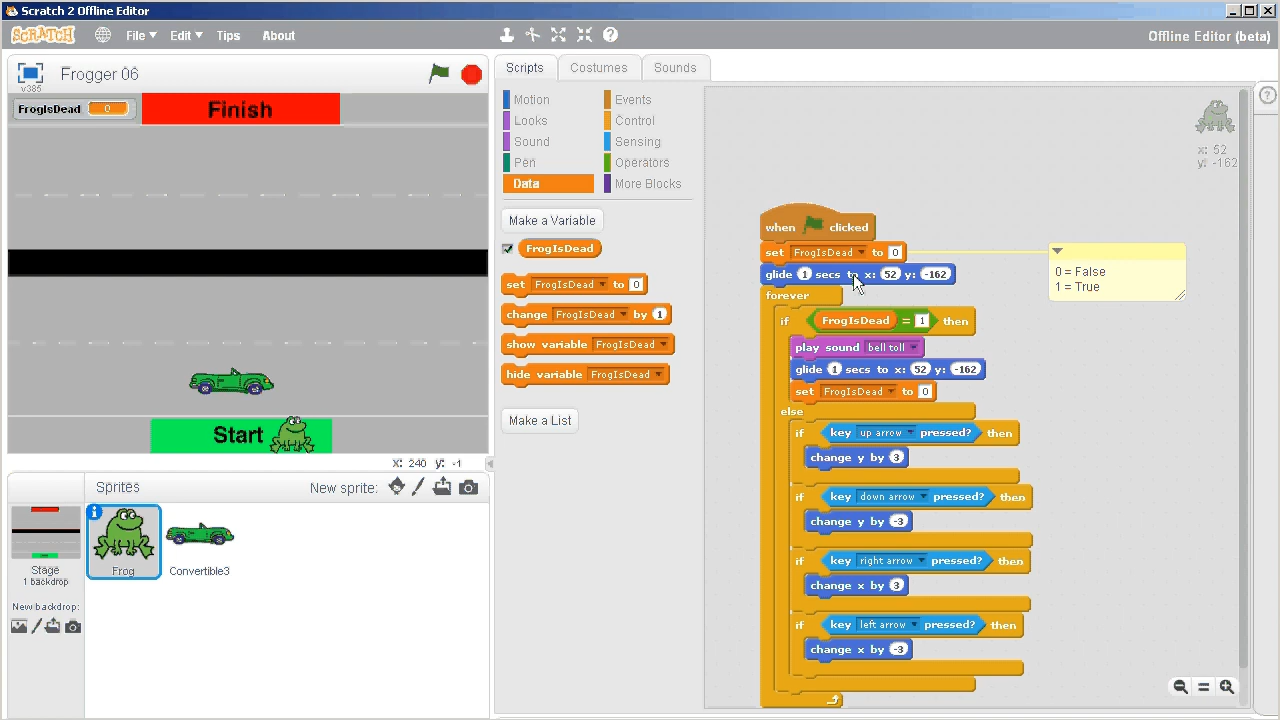 Scratch 2 Offline Editor
SCRATCH File Edit Tips About Offline Editor (beta)
Frogger 06
v385
FrogIsDead 0
Finish
Start
X: 240 y: -1
Sprites New sprite:
Stage
1 backdrop
New backdrop:
Frog
Convertible3
Scripts Costumes Sounds
Motion Events
Looks Control
Sound Sensing
Pen Operators
Data More Blocks
Make a Variable
FrogIsDead
set FrogIsDead to 0
change FrogIsDead by 1
show variable FrogIsDead
hide variable FrogIsDead
Make a List
x: 52
y: -162
when clicked
set FrogIsDead to 0
glide 1 secs to x: 52 y: -162
0 = False
1 = True
forever
if FrogIsDead = 1 then
play sound bell toll
glide 1 secs to x: 52 y: -162
set FrogIsDead to 0
else
if key up arrow pressed? then
change y by 3
if key down arrow pressed? then
change y by -3
if key right arrow pressed? then
change x by 3
if key left arrow pressed? then
change x by -3